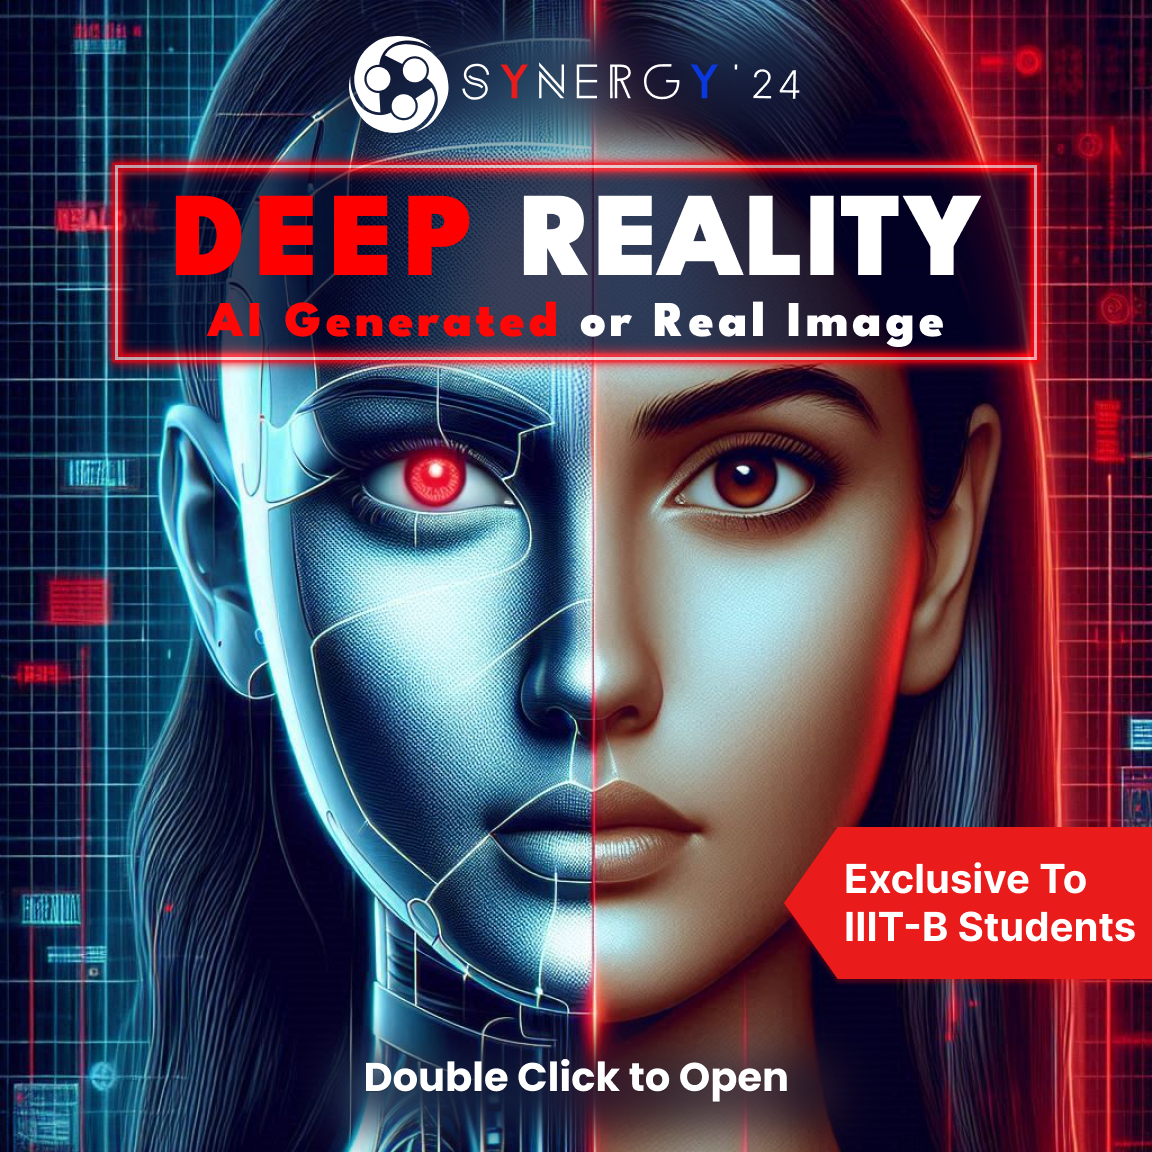 SYNERGY '24
DEEP REALITY
AI Generated or Real Image
Exclusive To
IIIT-B Students
Double Click to Open